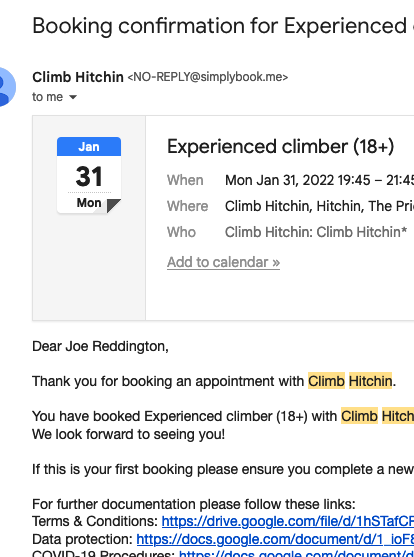 Booking confirmation for Experienced
Climb Hitchin <NO-REPLY@simplybook.me>
to me
Jan
31
Mon
Experienced climber (18+)
When Mon Jan 31, 2022 19:45 – 21:45
Where Climb Hitchin, Hitchin, The Pri
Who Climb Hitchin: Climb Hitchin*
Add to calendar »
Dear Joe Reddington,
Thank you for booking an appointment with Climb Hitchin.
You have booked Experienced climber (18+) with Climb Hitch
We look forward to seeing you!
If this is your first booking please ensure you complete a new
For further documentation please follow these links:
Terms & Conditions: https://drive.google.com/file/d/1hSTafCF
Data protection: https://docs.google.com/document/d/1_ioF
COVID-19 Procedures: https://docs.google.com/document/d